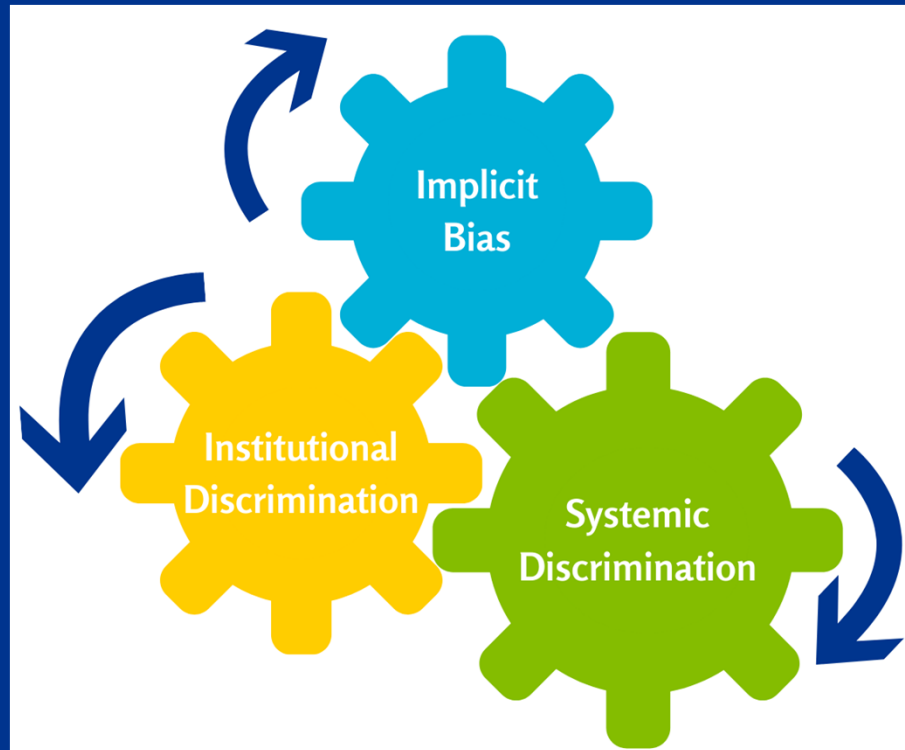 Implicit
Bias
Institutional
Discrimination
Systemic
Discrimination